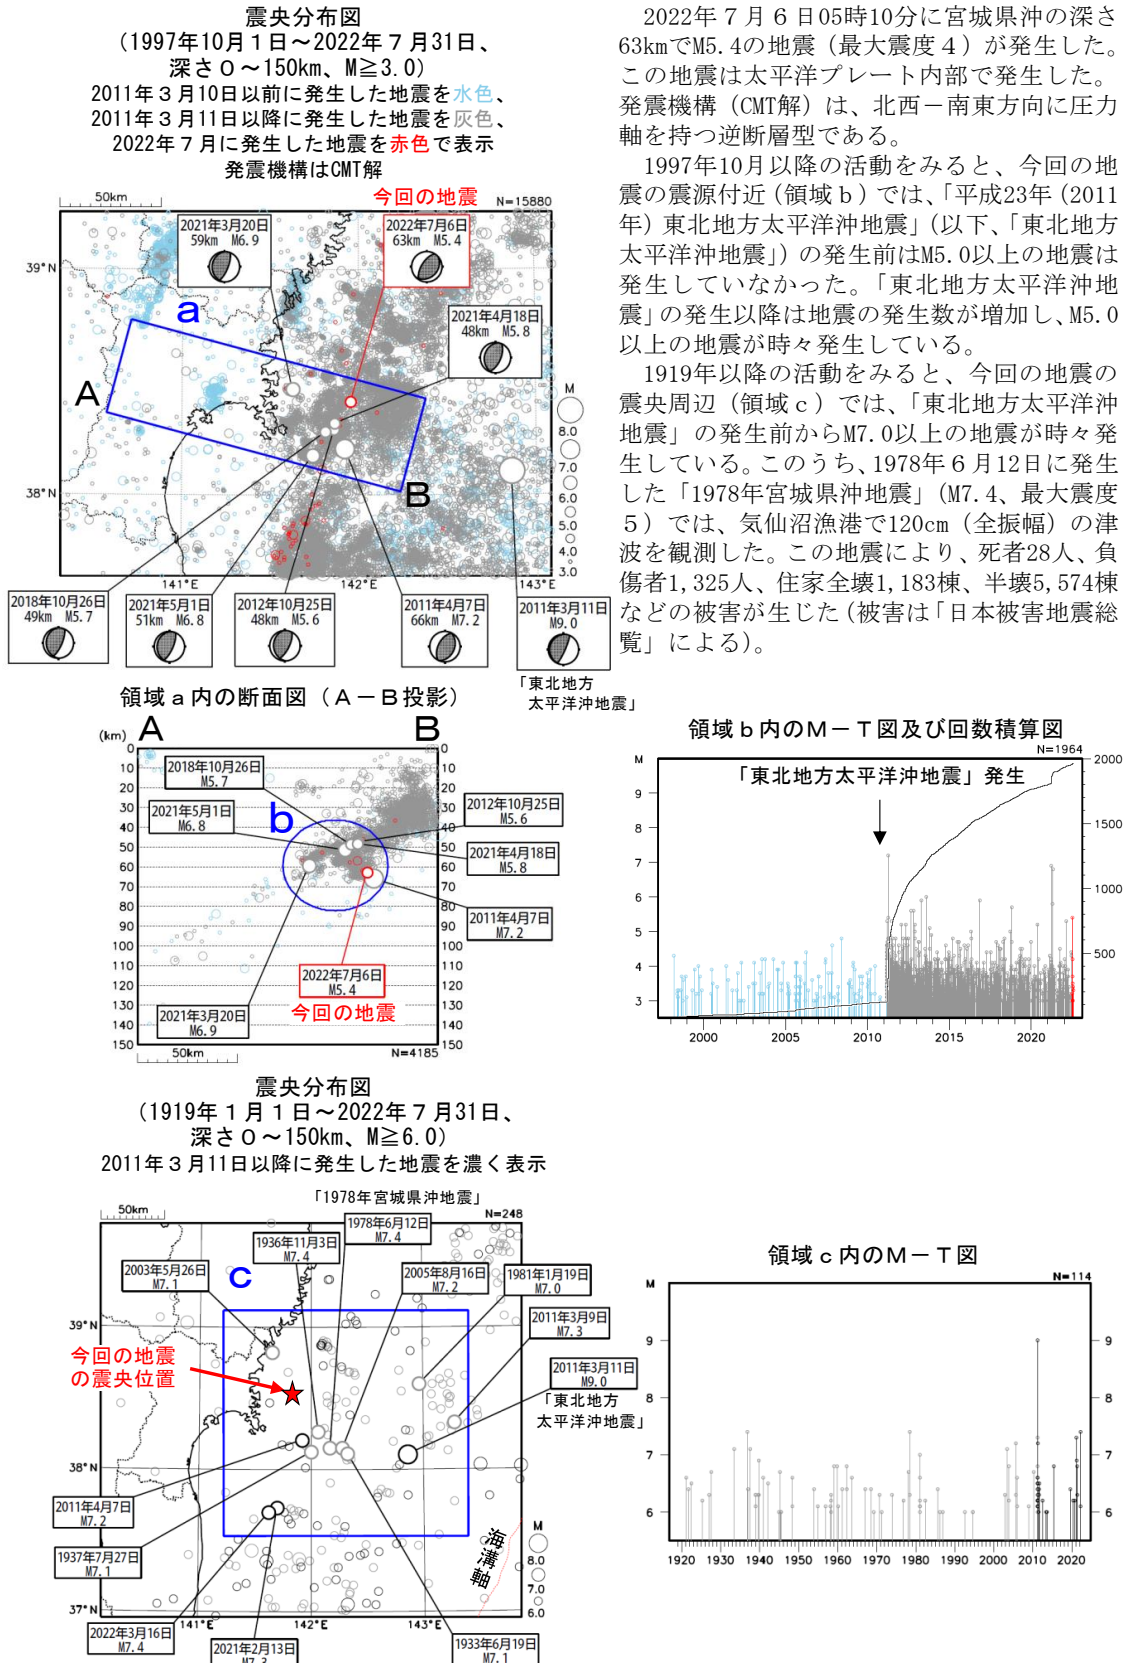 震央分布図
（1997年10月１日～2022年７月31日、
深さ０～150km、M≧3.0）
2011年３月10日以前に発生した地震を水色、
2011年３月11日以降に発生した地震を灰色、
2022年７月に発生した地震を赤色で表示
発震機構はCMT解
50km
今回の地震
N=15880
2021年3月20日
59km M6.9
2022年7月6日
63km M5.4
2021年4月18日
48km M5.8
39°N
38°N
a
A
B
141°E
142°E
143°E
M
8.0
7.0
6.0
5.0
4.0
3.0
2018年10月26日
49km M5.7
2021年5月1日
51km M6.8
2012年10月25日
48km M5.6
2011年4月7日
66km M7.2
2011年3月11日
M9.0
「東北地方
太平洋沖地震」
2022年７月６日05時10分に宮城県沖の深さ
63kmでM5.4の地震（最大震度４）が発生した。
この地震は太平洋プレート内部で発生した。
発震機構（CMT解）は、北西－南東方向に圧力
軸を持つ逆断層型である。
1997年10月以降の活動をみると、今回の地
震の震源付近（領域ｂ）では、「平成23年（2011
年）東北地方太平洋沖地震」（以下、「東北地方
太平洋沖地震」）の発生前はM5.0以上の地震は
発生していなかった。「東北地方太平洋沖地
震」の発生以降は地震の発生数が増加し、M5.0
以上の地震が時々発生している。
1919年以降の活動をみると、今回の地震の
震央周辺（領域ｃ）では、「東北地方太平洋沖
地震」の発生前からM7.0以上の地震が時々発
生している。このうち、1978年６月12日に発生
した「1978年宮城県沖地震」（M7.4、最大震度
５）では、気仙沼漁港で120cm（全振幅）の津
波を観測した。この地震により、死者28人、負
傷者1,325人、住家全壊1,183棟、半壊5,574棟
などの被害が生じた（被害は「日本被害地震総
覧」による）。
領域ａ内の断面図（Ａ－Ｂ投影）
(km)
A
B
0
10
20
30
40
50
60
70
80
90
100
110
120
130
140
150
0
10
20
30
40
50
60
70
80
90
100
110
120
130
140
150
2018年10月26日
M5.7
2021年5月1日
M6.8
b
2012年10月25日
M5.6
2021年4月18日
M5.8
2011年4月7日
M7.2
2022年7月6日
M5.4
今回の地震
2021年3月20日
M6.9
50km
N=4185
領域ｂ内のＭ－Ｔ図及び回数積算図
N=1964
M
「東北地方太平洋沖地震」発生
9
8
7
6
5
4
3
2000
1500
1000
500
2000
2005
2010
2015
2020
震央分布図
（1919年１月１日～2022年７月31日、
深さ０～150km、M≧6.0）
2011年３月11日以降に発生した地震を濃く表示
「1978年宮城県沖地震」
50km
N=248
1978年6月12日
M7.4
1936年11月3日
M7.4
2003年5月26日
M7.1
c
2005年8月16日
M7.2
1981年1月19日
M7.0
2011年3月9日
M7.3
2011年3月11日
M9.0
「東北地方
太平洋沖地震」
39°N
今回の地震
の震央位置
38°N
2011年4月7日
M7.2
1937年7月27日
M7.1
37°N
海溝軸
M
8.0
7.0
6.0
141°E
142°E
143°E
2022年3月16日
M7.4
2021年2月13日
M7.3
1933年6月19日
M7.1
領域ｃ内のＭ－Ｔ図
M
N=114
9
8
7
6
9
8
7
6
1920
1930
1940
1950
1960
1970
1980
1990
2000
2010
2020